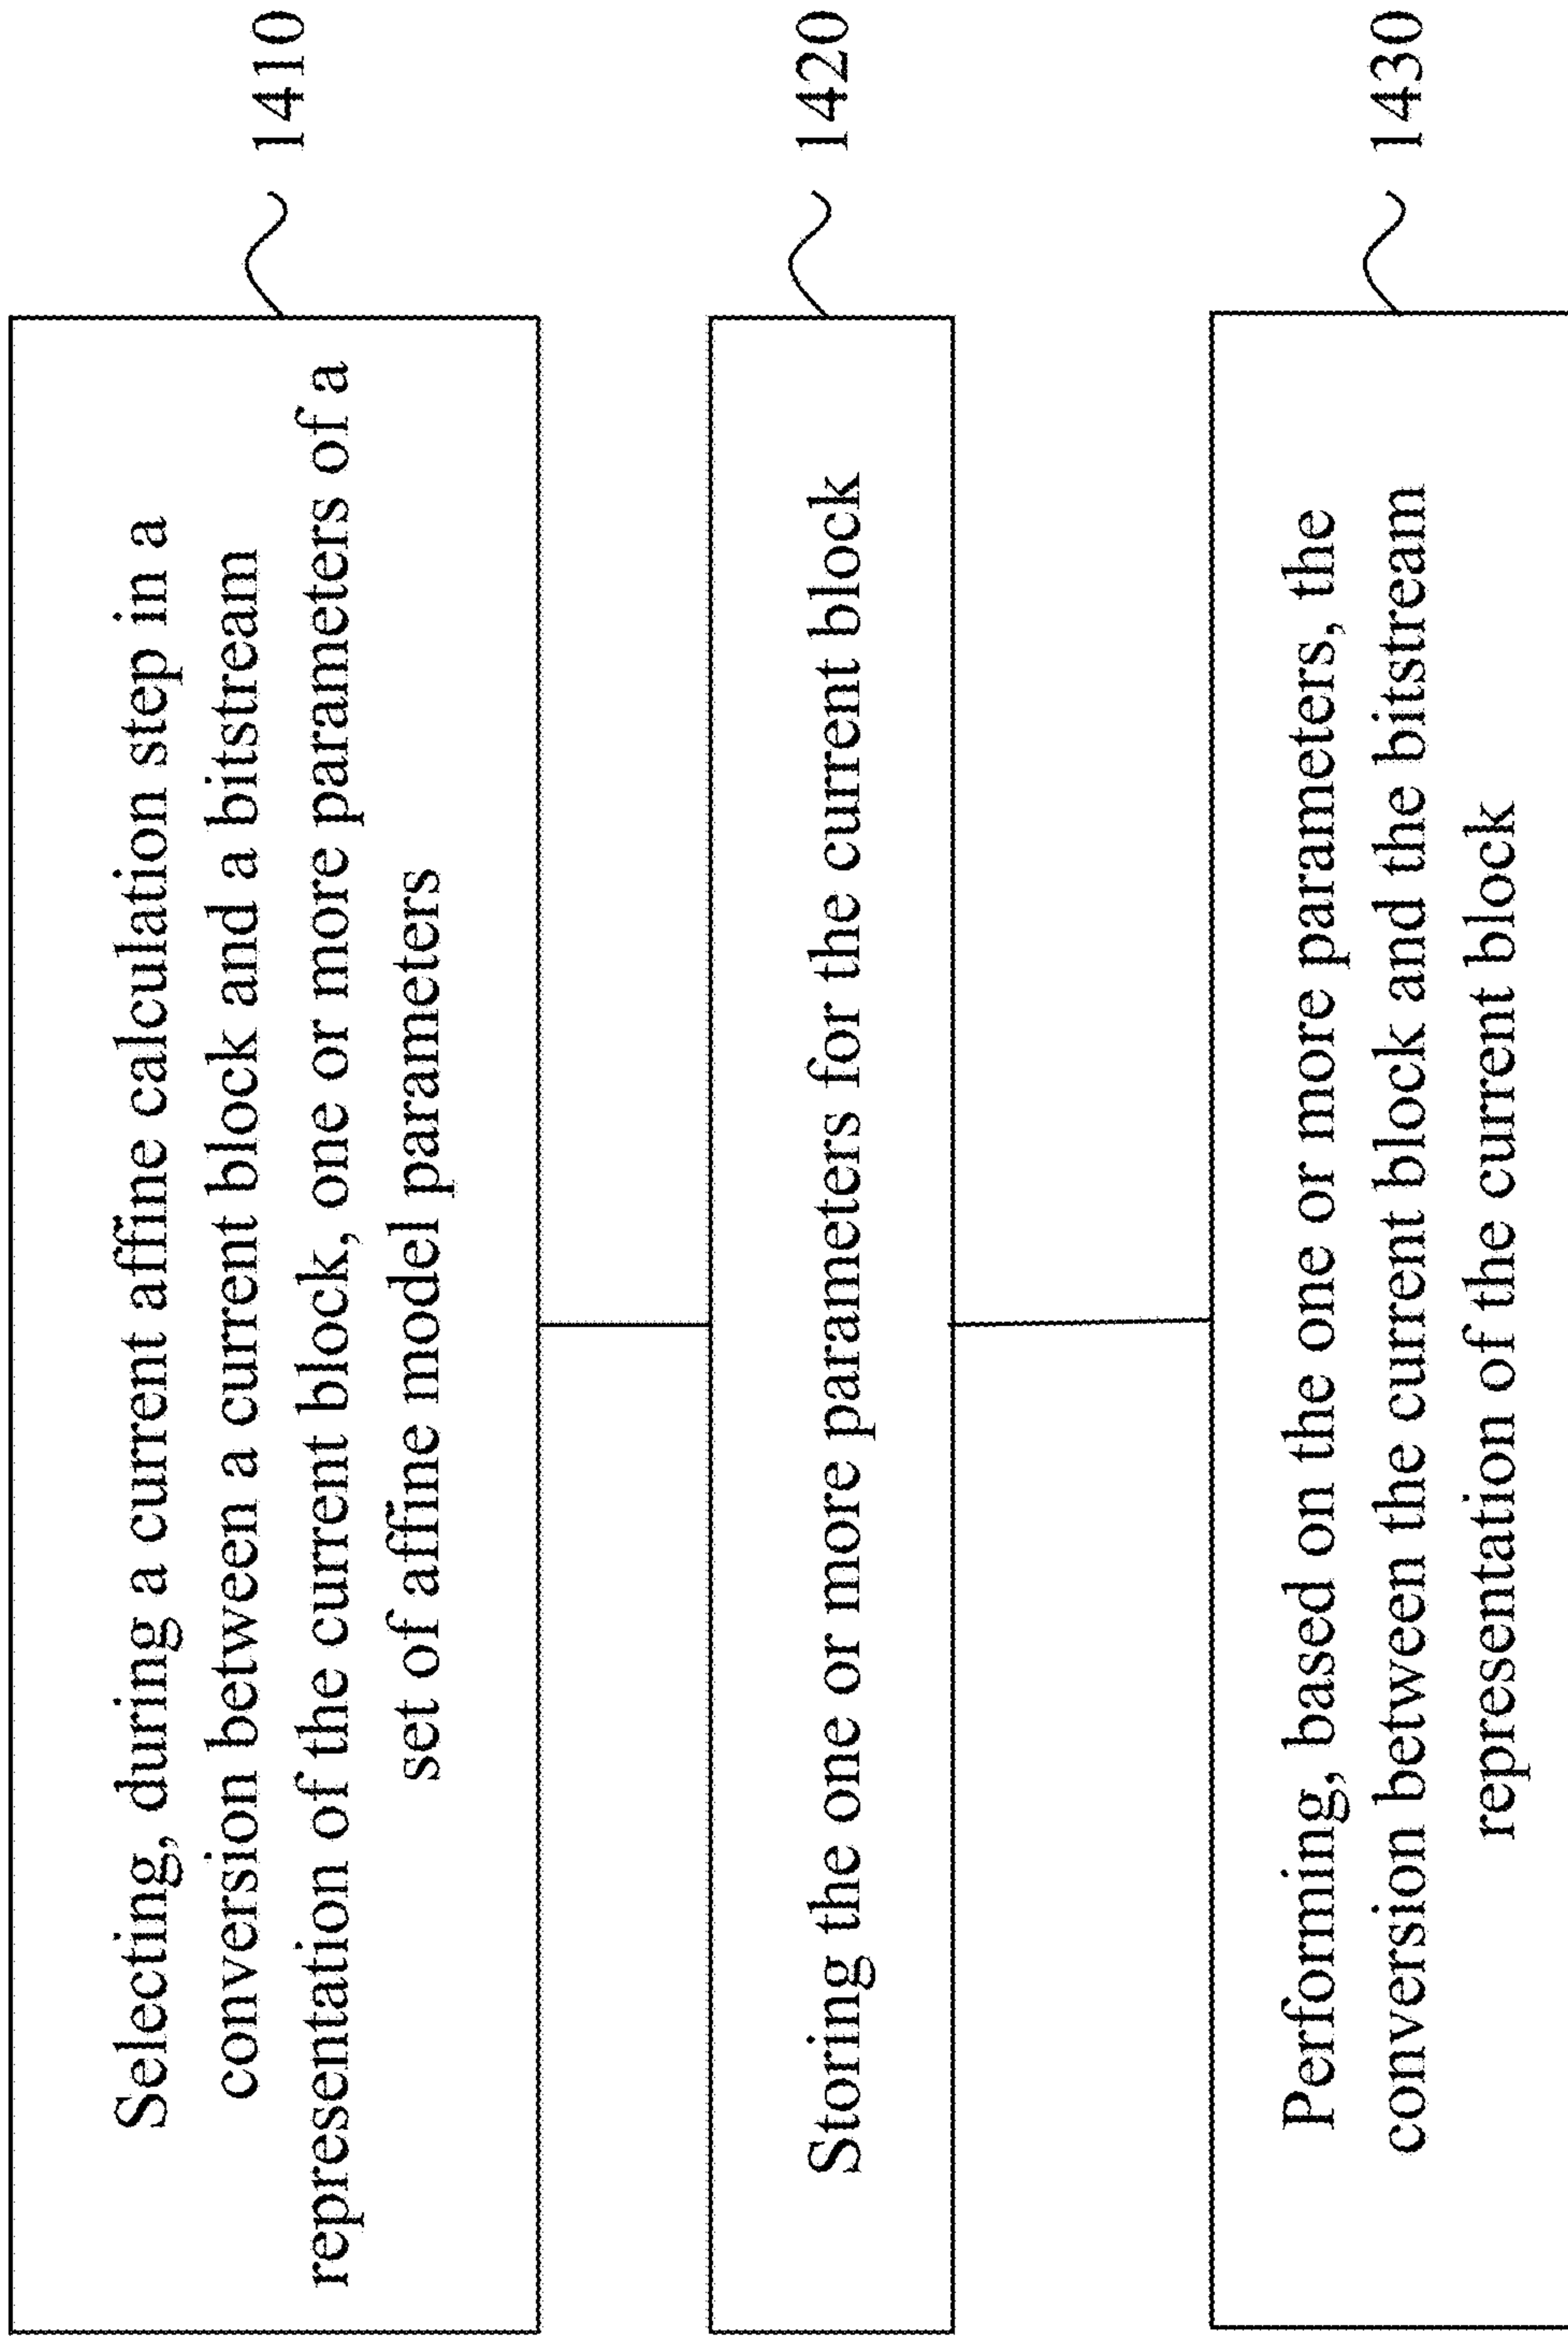 Selecting, during a current affine calculation step in a
conversion between a current block and a bitstream
representation of the current block, one or more parameters of a
set of affine model parameters
1410
Storing the one or more parameters for the current block
1420
Performing, based on the one or more parameters, the
conversion between the current block and the bitstream
representation of the current block
1430